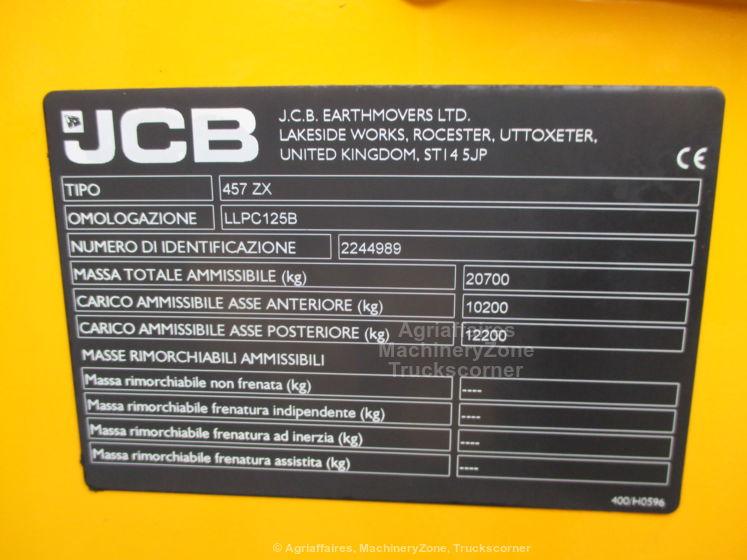 JCB
J.C.B. EARTHMOVERS LTD.
LAKESIDE WORKS, ROCESTER, UTTOXETER,
UNITED KINGDOM, ST14 5JP
CE
TIPO 457 ZX
OMOLOGAZIONE LLPC125B
NUMERO DI IDENTIFICAZIONE 2244989
MASSA TOTALE AMMISSIBILE (kg) 20700
CARICO AMMISSIBILE ASSE ANTERIORE (kg) 10200
CARICO AMMISSIBILE ASSE POSTERIORE (kg) 12200
MASSE RIMORCHIABILI AMMISSIBILI
Massa rimorchiabile non frenata (kg) ----
Massa rimorchiabile frenatura indipendente (kg) ----
Massa rimorchiabile frenatura ad inerzia (kg) ----
Massa rimorchiabile frenatura assistita (kg) ----
400/H0596
Agriaffaires
MachineryZone
Truckscorner
© Agriaffaires, MachineryZone, Truckscorner